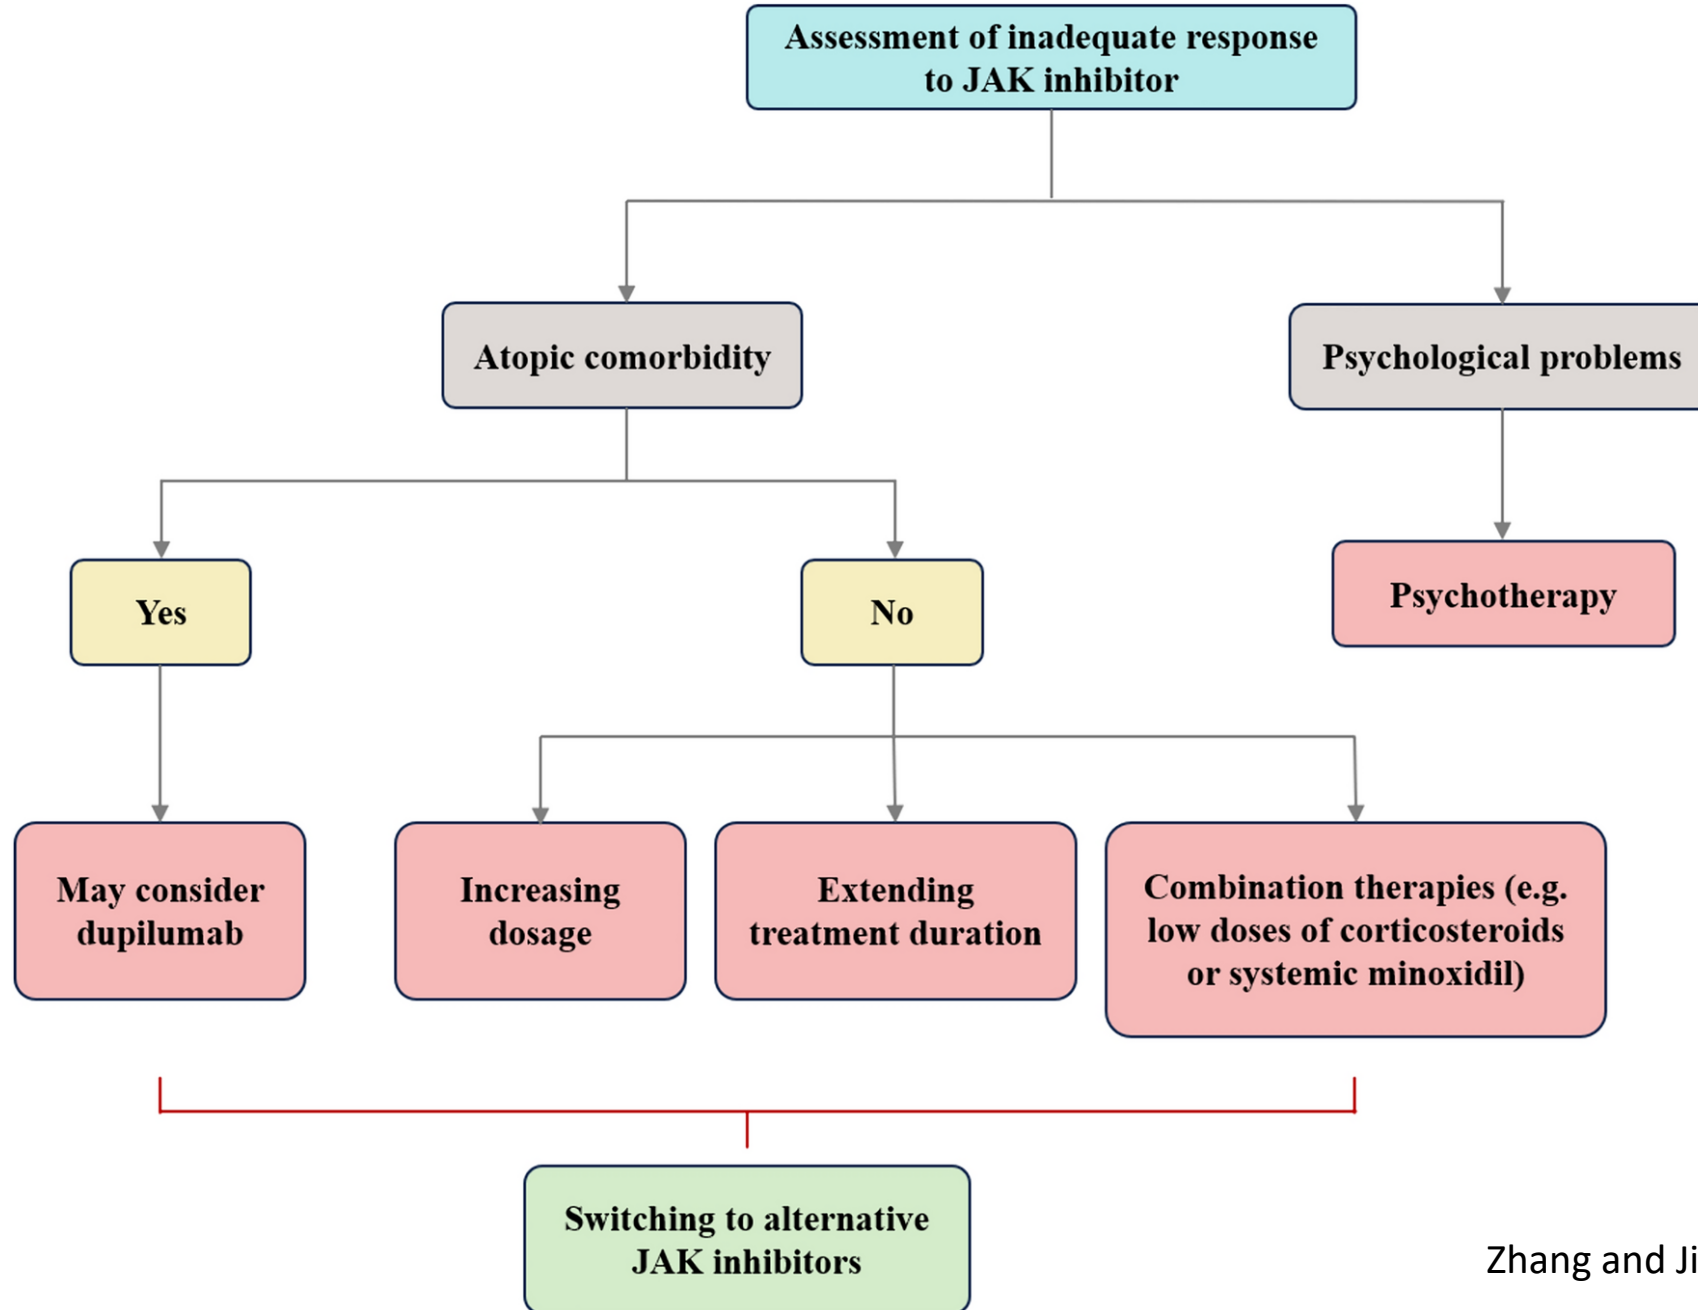 Assessment of inadequate response
to JAK inhibitor
Atopic comorbidity
Psychological problems
Yes
No
Psychotherapy
May consider
dupilumab
Increasing
dosage
Extending
treatment duration
Combination therapies (e.g.
low doses of corticosteroids
or systemic minoxidil)
Switching to alternative
JAK inhibitors
Zhang and Ji